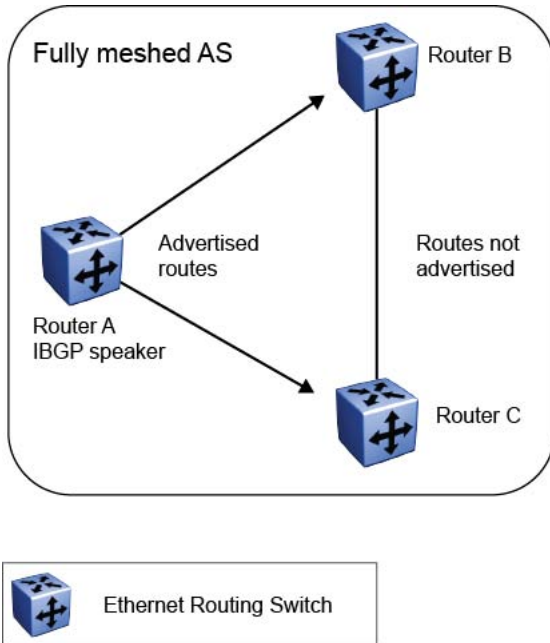 Fully meshed AS
Router B
Advertised
routes
Routes not
advertised
Router A
IBGP speaker
Router C
Ethernet Routing Switch